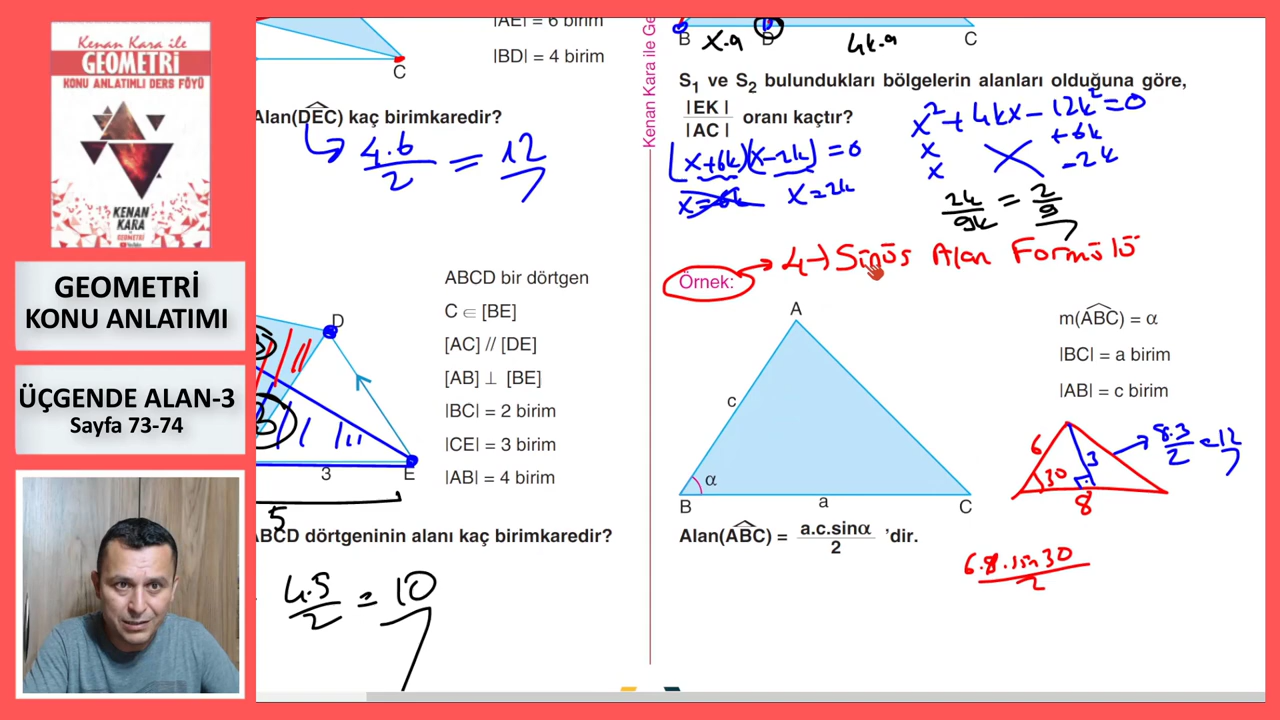 Kenan Kara ile
GEOMETRİ
KONU ANLATIMLI DERS FÖYÜ
KENAN
KARA
GEOMETRİ
GEOMETRİ
KONU ANLATIMI
ÜÇGENDE ALAN-3
Sayfa 73-74
|AE| = 6 birim
|BD| = 4 birim
C
Alan(DEC) kaç birimkaredir?
4.6/2 = 12
ABCD bir dörtgen
C ∈ [BE]
[AC] // [DE]
[AB] ⊥ [BE]
|BC| = 2 birim
|CE| = 3 birim
|AB| = 4 birim
D
3
E
5
ABCD dörtgeninin alanı kaç birimkaredir?
4.5/2 = 10
Kenan Kara ile Ge
B
D
C
x.a
4k.a
S₁ ve S₂ bulundukları bölgelerin alanları olduğuna göre,
|EK|/|AC| oranı kaçtır?
x² + 4kx - 12k² = 0
x +6k
x -2k
(x+6k)(x-2k) = 0
x = -6k x = 2k
2k/9k = 2/9
4-) Sinüs Alan Formülü
Örnek:
A
c
α
B
a
C
m(ABC) = α
|BC| = a birim
|AB| = c birim
6
30
3
8
8.3/2 = 12
Alan(ABC) = a.c.sinα/2 'dir.
6.8.sin30/2